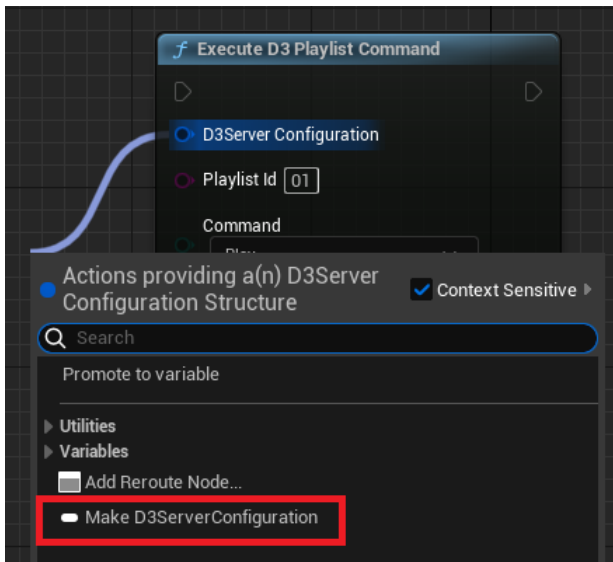 f Execute D3 Playlist Command
D3Server Configuration
Playlist Id 01
Command
Play
Actions providing a(n) D3Server
Configuration Structure
Context Sensitive
Search
Promote to variable
Utilities
Variables
Add Reroute Node...
Make D3ServerConfiguration